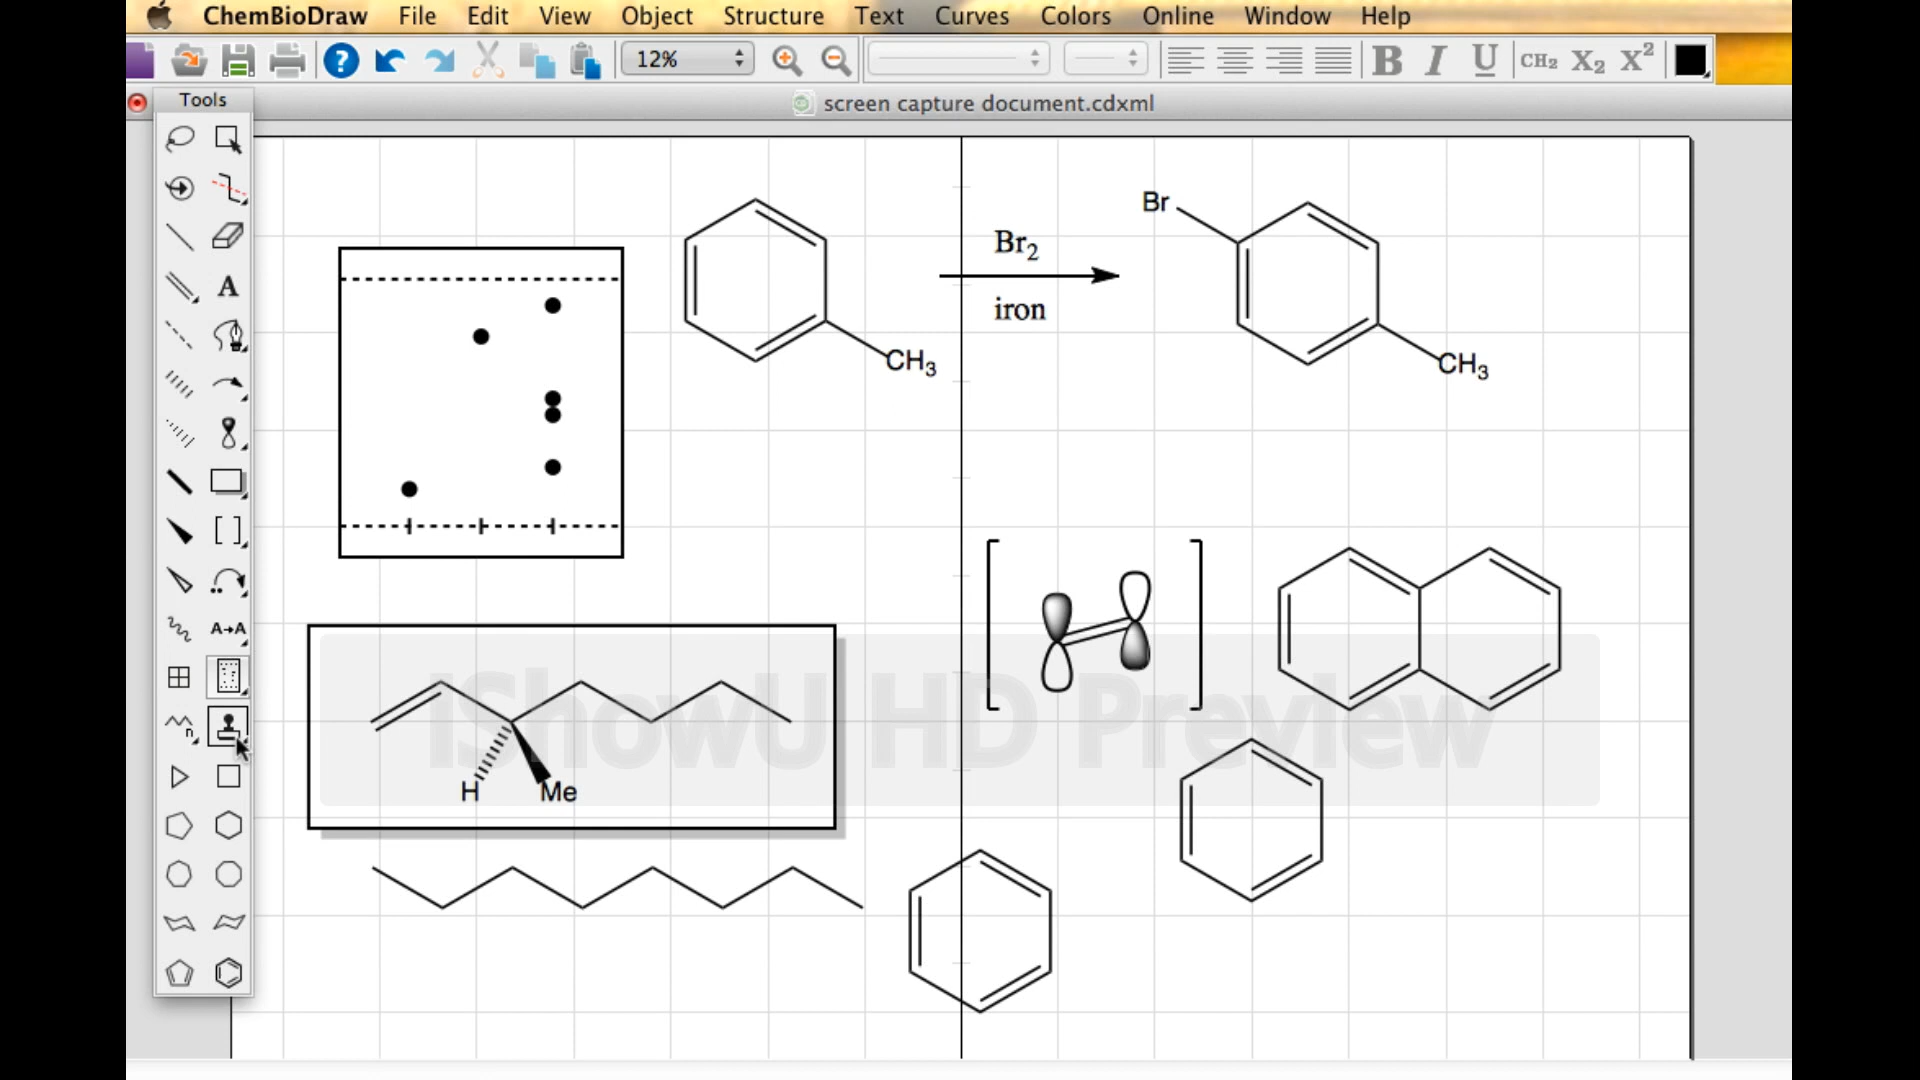 ChemBioDraw File Edit View Object Structure Text Curves Colors Online Window Help
? 12% B I U CH₂ X₂ X²
Tools
screen capture document.cdxml
A
A→A
n
Br₂
iron
CH₃
Br
CH₃
H
Me
iShowU HD Preview